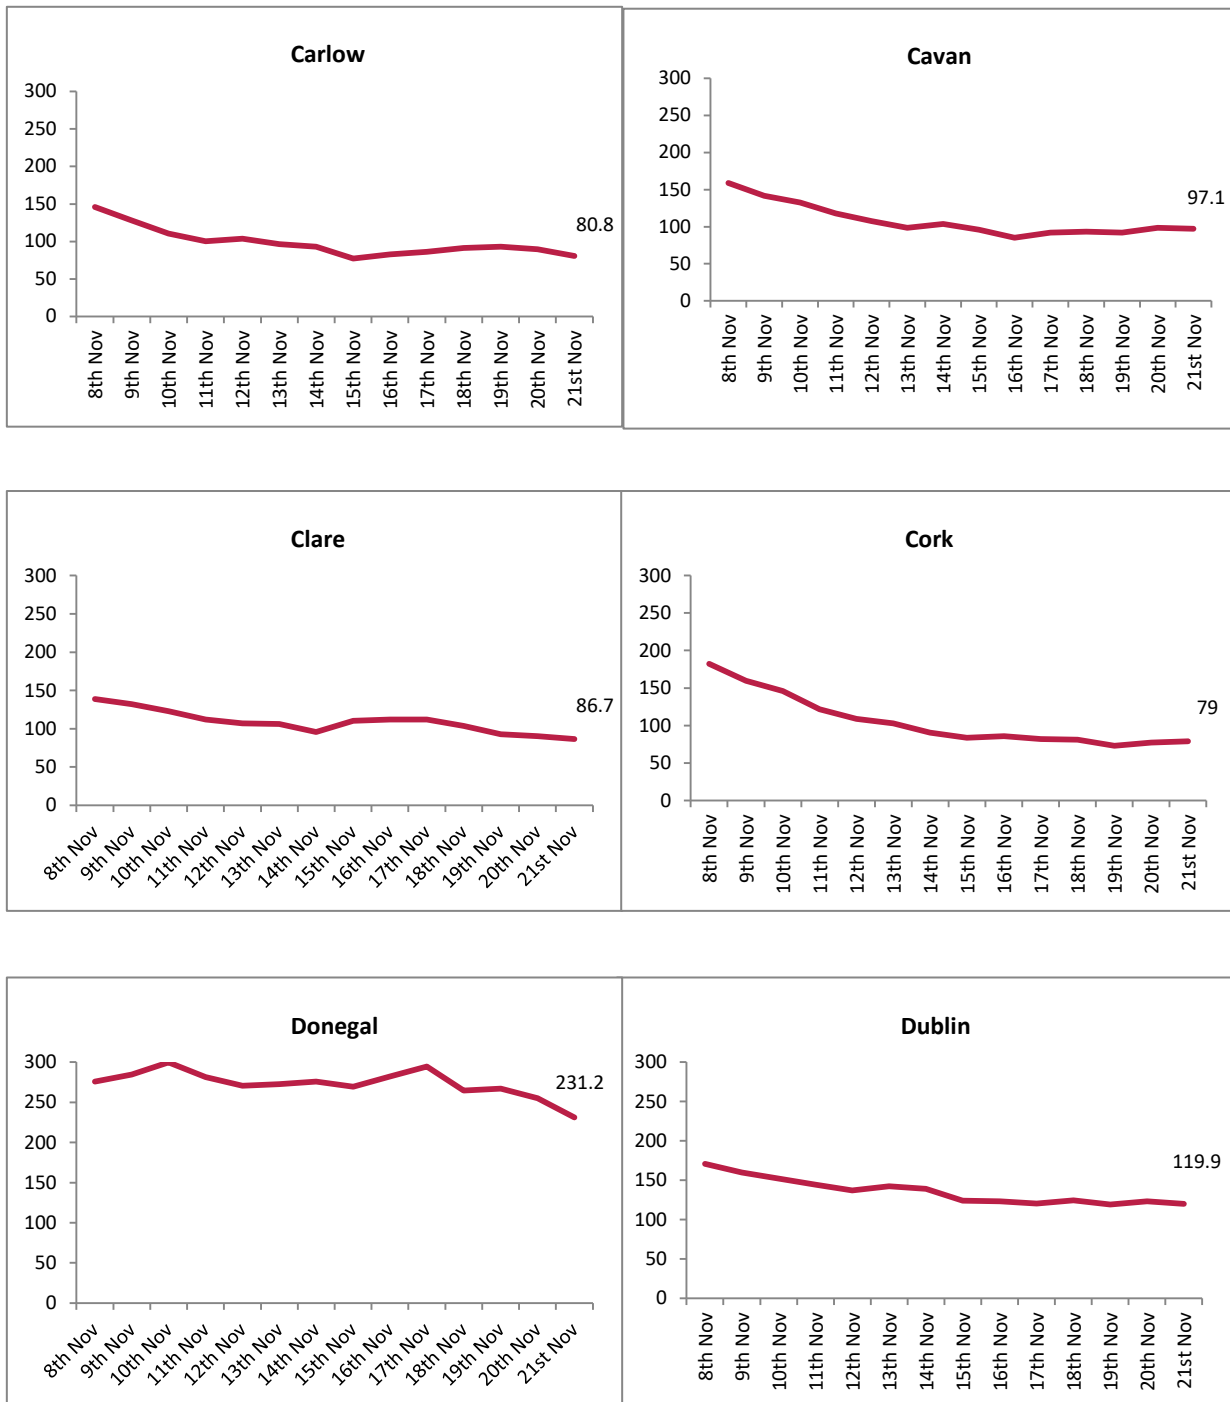 Carlow
300
250
200
150
100
50
0
80.8
8th Nov
9th Nov
10th Nov
11th Nov
12th Nov
13th Nov
14th Nov
15th Nov
16th Nov
17th Nov
18th Nov
19th Nov
20th Nov
21st Nov
Cavan
300
250
200
150
100
50
0
97.1
8th Nov
9th Nov
10th Nov
11th Nov
12th Nov
13th Nov
14th Nov
15th Nov
16th Nov
17th Nov
18th Nov
19th Nov
20th Nov
21st Nov
Clare
300
250
200
150
100
50
0
86.7
8th Nov
9th Nov
10th Nov
11th Nov
12th Nov
13th Nov
14th Nov
15th Nov
16th Nov
17th Nov
18th Nov
19th Nov
20th Nov
21st Nov
Cork
300
250
200
150
100
50
0
79
8th Nov
9th Nov
10th Nov
11th Nov
12th Nov
13th Nov
14th Nov
15th Nov
16th Nov
17th Nov
18th Nov
19th Nov
20th Nov
21st Nov
Donegal
300
250
200
150
100
50
0
231.2
8th Nov
9th Nov
10th Nov
11th Nov
12th Nov
13th Nov
14th Nov
15th Nov
16th Nov
17th Nov
18th Nov
19th Nov
20th Nov
21st Nov
Dublin
300
250
200
150
100
50
0
119.9
8th Nov
9th Nov
10th Nov
11th Nov
12th Nov
13th Nov
14th Nov
15th Nov
16th Nov
17th Nov
18th Nov
19th Nov
20th Nov
21st Nov